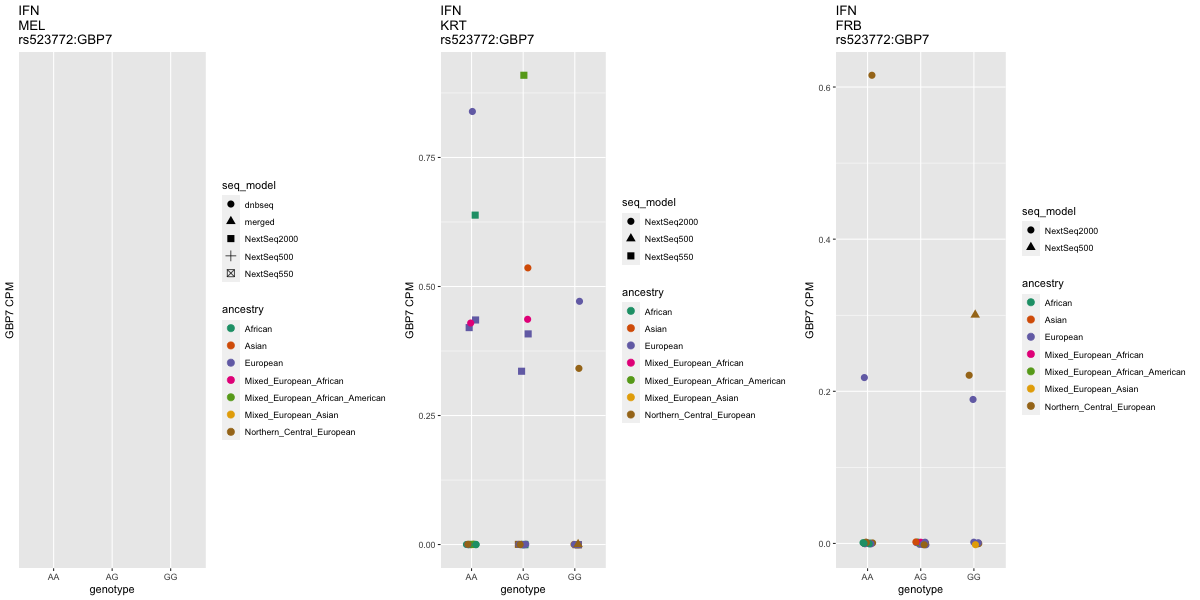 IFN
MEL
rs523772:GBP7
GBP7 CPM
AA
AG
GG
genotype
seq_model
dnbseq
merged
NextSeq2000
NextSeq500
NextSeq550
ancestry
African
Asian
European
Mixed_European_African
Mixed_European_African_American
Mixed_European_Asian
Northern_Central_European
IFN
KRT
rs523772:GBP7
GBP7 CPM
0.75
0.50
0.25
0.00
AA
AG
GG
genotype
seq_model
NextSeq2000
NextSeq500
NextSeq550
ancestry
African
Asian
European
Mixed_European_African
Mixed_European_African_American
Mixed_European_Asian
Northern_Central_European
IFN
FRB
rs523772:GBP7
GBP7 CPM
0.6
0.4
0.2
0.0
AA
AG
GG
genotype
seq_model
NextSeq2000
NextSeq500
ancestry
African
Asian
European
Mixed_European_African
Mixed_European_African_American
Mixed_European_Asian
Northern_Central_European